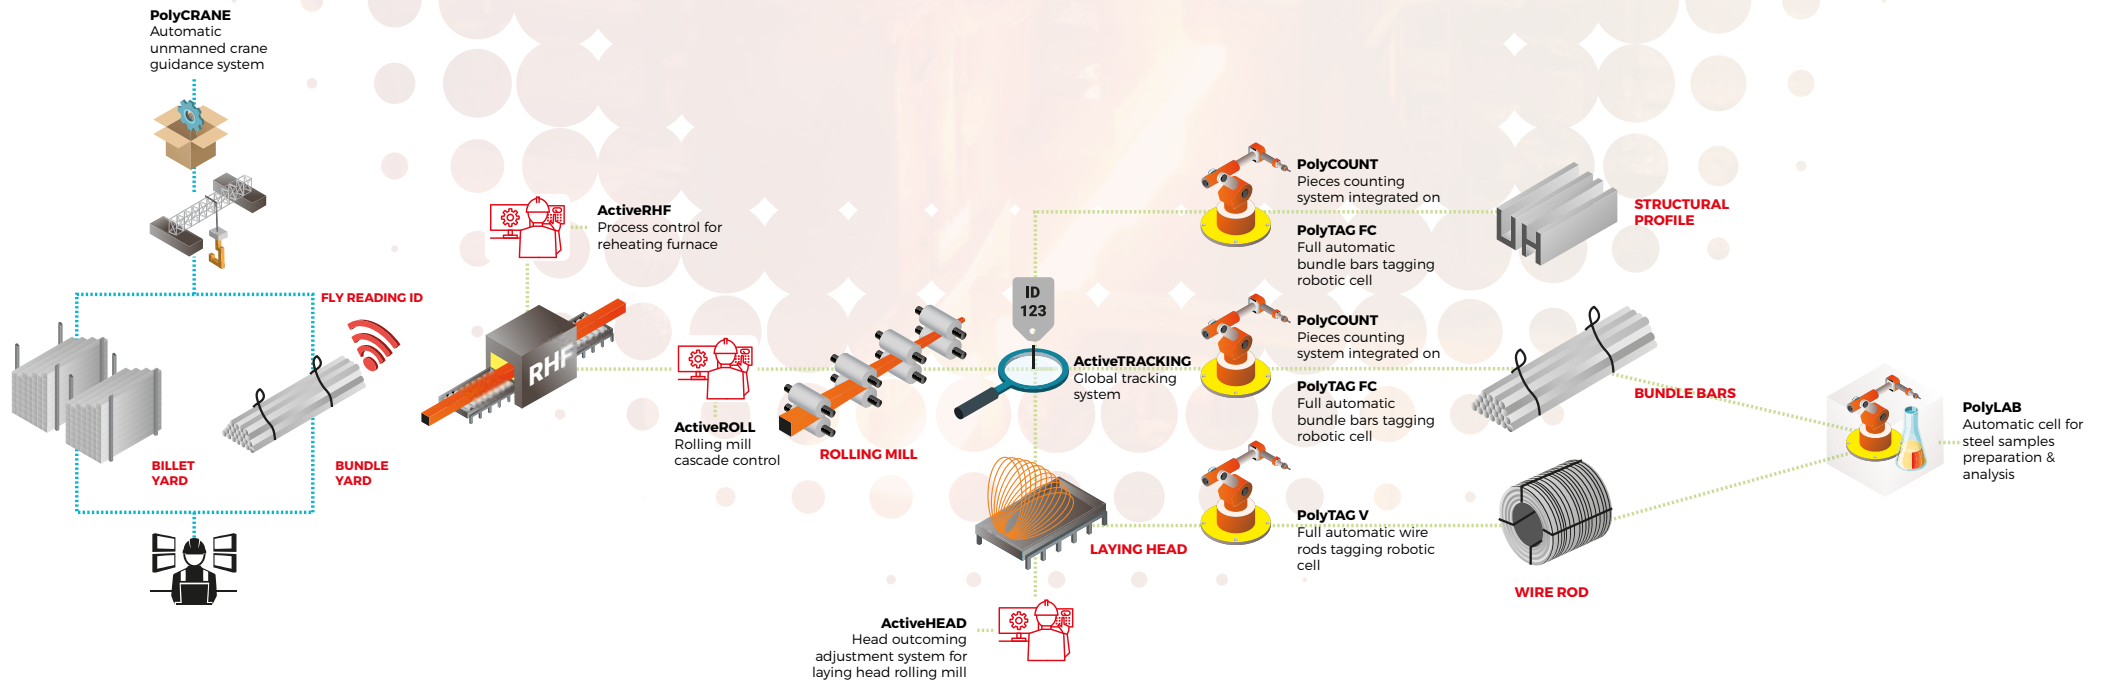 PolyCRANE
Automatic
unmanned crane
guidance system
FLY READING ID
BILLET
YARD
BUNDLE
YARD
ActiveRHF
Process control for
reheating furnace
RHF
ActiveROLL
Rolling mill
cascade control
ROLLING MILL
ID
123
ActiveTRACKING
Global tracking
system
LAYING HEAD
ActiveHEAD
Head outcoming
adjustment system for
laying head rolling mill
PolyCOUNT
Pieces counting
system integrated on
PolyTAG FC
Full automatic
bundle bars tagging
robotic cell
STRUCTURAL
PROFILE
PolyCOUNT
Pieces counting
system integrated on
PolyTAG FC
Full automatic
bundle bars tagging
robotic cell
BUNDLE BARS
PolyTAG V
Full automatic wire
rods tagging robotic
cell
WIRE ROD
PolyLAB
Automatic cell for
steel samples
preparation &
analysis